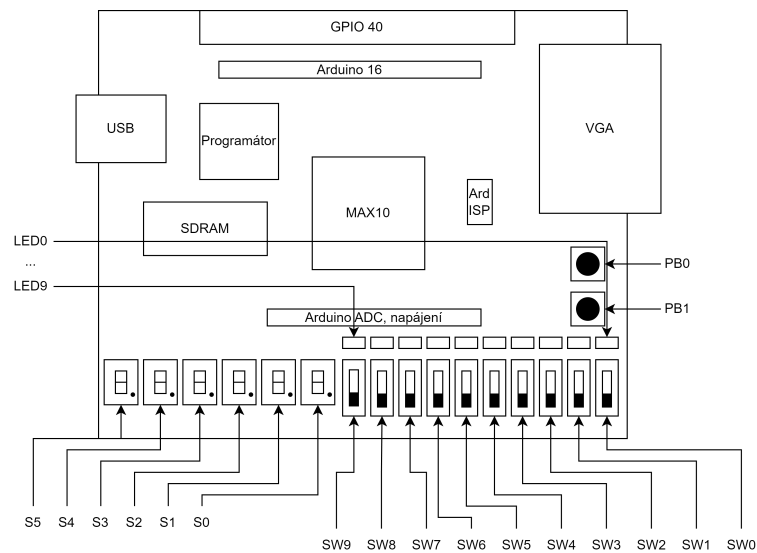 GPIO 40
Arduino 16
USB
Programátor
VGA
MAX10
Ard
ISP
SDRAM
LED0
...
LED9
PB0
PB1
Arduino ADC, napájení
S5 S4 S3 S2 S1 S0
SW9 SW8 SW7 SW6 SW5 SW4 SW3 SW2 SW1 SW0